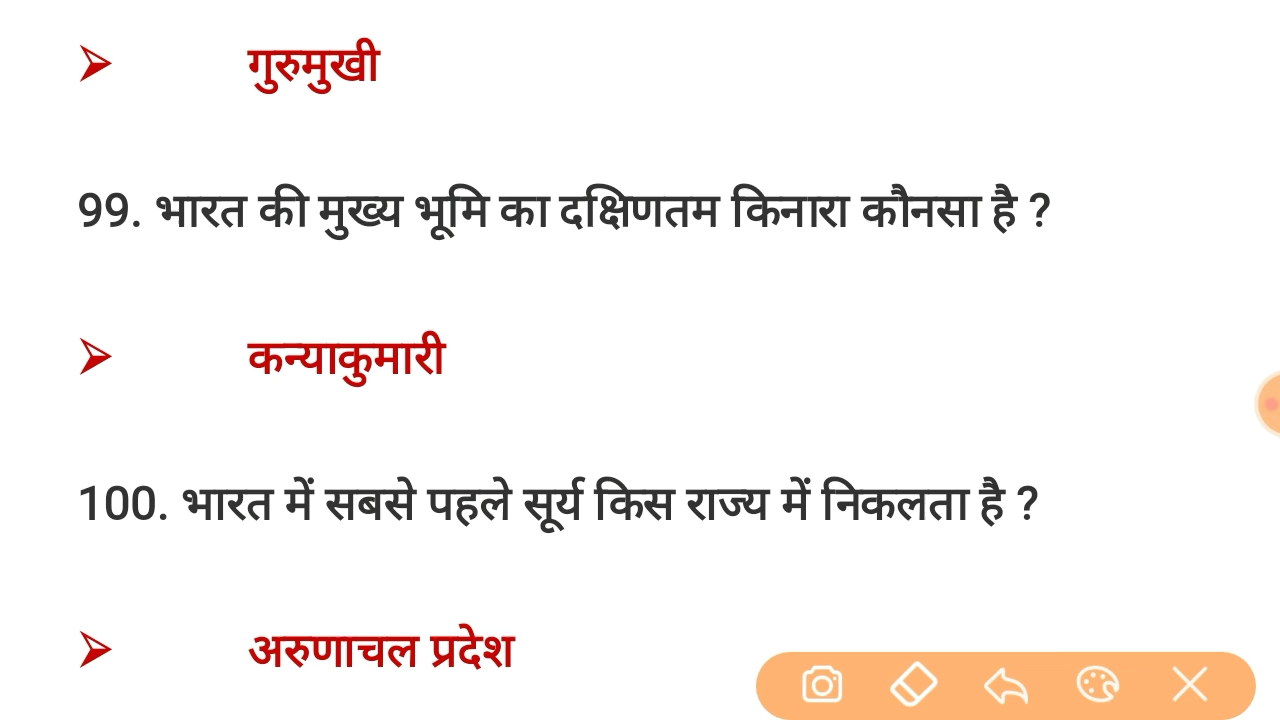 ➢ गुरुमुखी
99. भारत की मुख्य भूमि का दक्षिणतम किनारा कौनसा है ?
➢ कन्याकुमारी
100. भारत में सबसे पहले सूर्य किस राज्य में निकलता है ?
➢ अरुणाचल प्रदेश